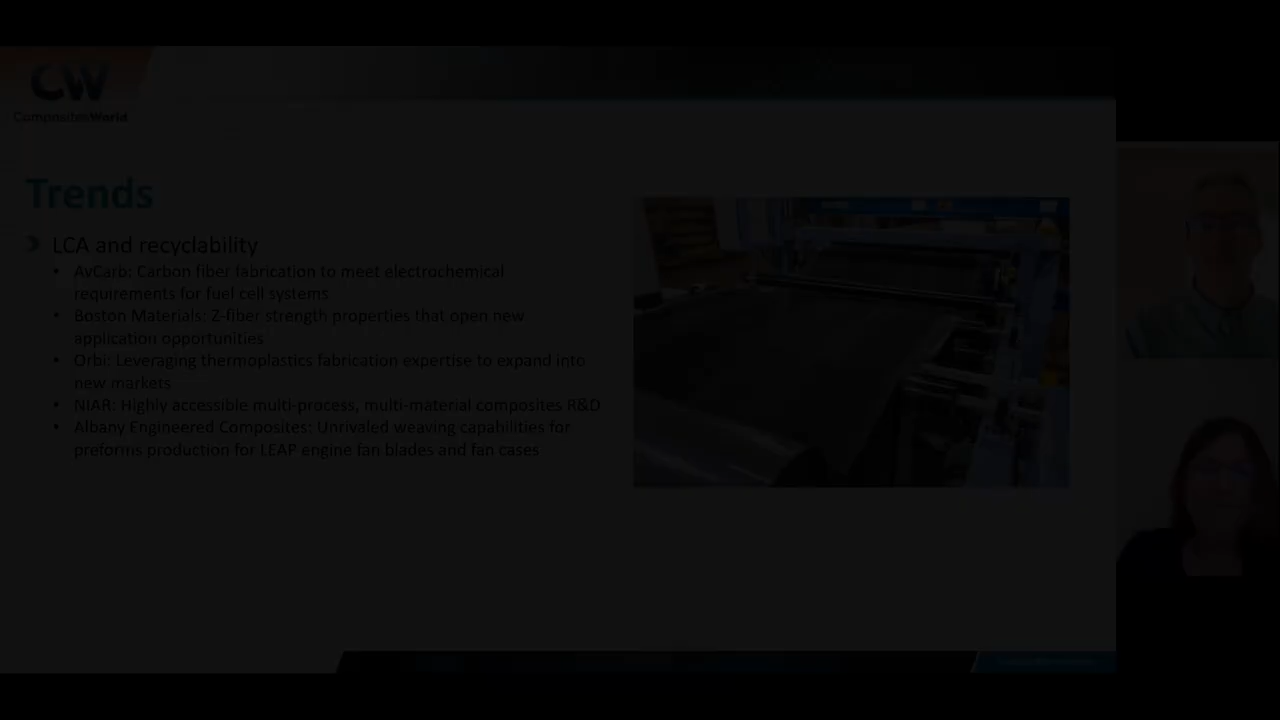 CW
CompositesWorld
Trends
LCA and recyclability
• AvCarb: Carbon fiber fabrication to meet electrochemical
requirements for fuel cell systems
• Boston Materials: Z-fiber strength properties that open new
application opportunities
• Orbi: Leveraging thermoplastics fabrication expertise to expand into
new markets
• NIAR: Highly accessible multi-process, multi-material composites R&D
• Albany Engineered Composites: Unrivaled weaving capabilities for
preforms production for LEAP engine fan blades and fan cases